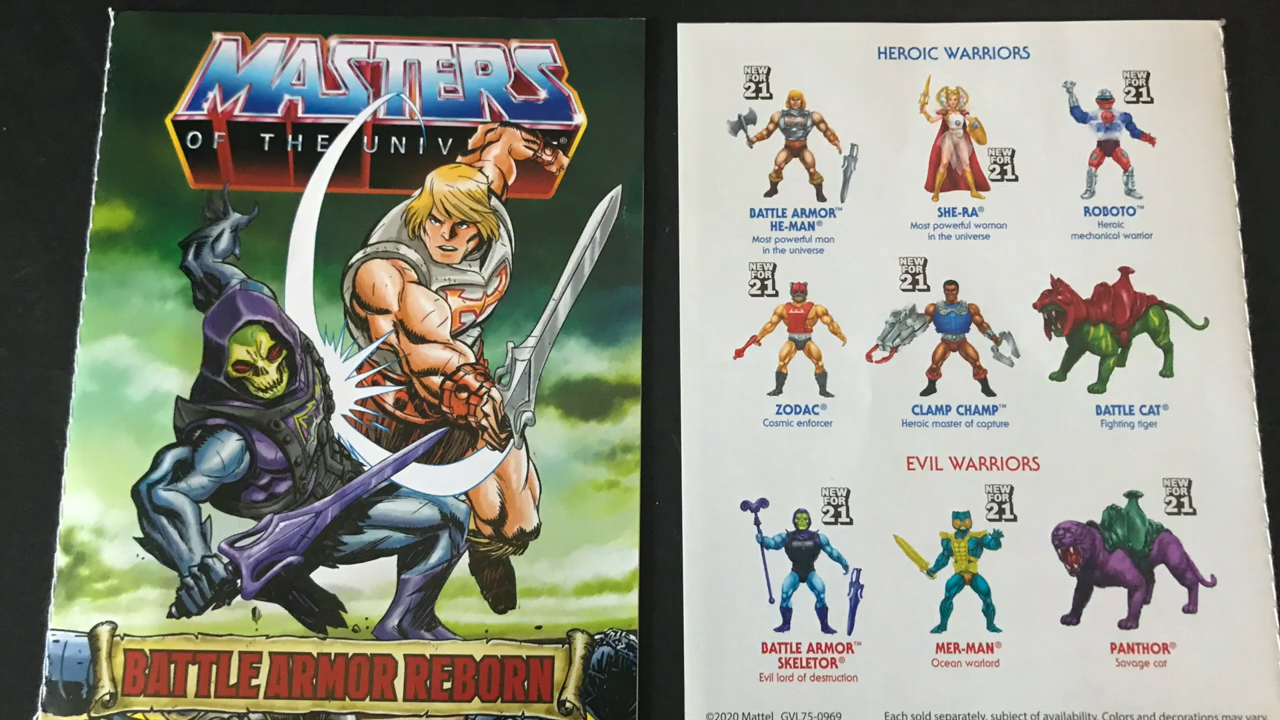 MASTERS
OF THE UNIV
®
BATTLE ARMOR REBORN
HEROIC WARRIORS
NEW
FOR
21
BATTLE ARMOR™
HE-MAN®
Most powerful man
in the universe
NEW
FOR
21
SHE-RA®
Most powerful woman
in the universe
NEW
FOR
21
ROBOTO™
Heroic
mechanical warrior
NEW
FOR
21
ZODAC®
Cosmic enforcer
NEW
FOR
21
CLAMP CHAMP™
Heroic master of capture
BATTLE CAT®
Fighting tiger
EVIL WARRIORS
NEW
FOR
21
BATTLE ARMOR™
SKELETOR®
Evil lord of destruction
NEW
FOR
21
MER-MAN®
Ocean warlord
NEW
FOR
21
PANTHOR®
Savage cat
©2020 Mattel GVL75-0969
Each sold separately, subject of availability. Colors and decorations may vary